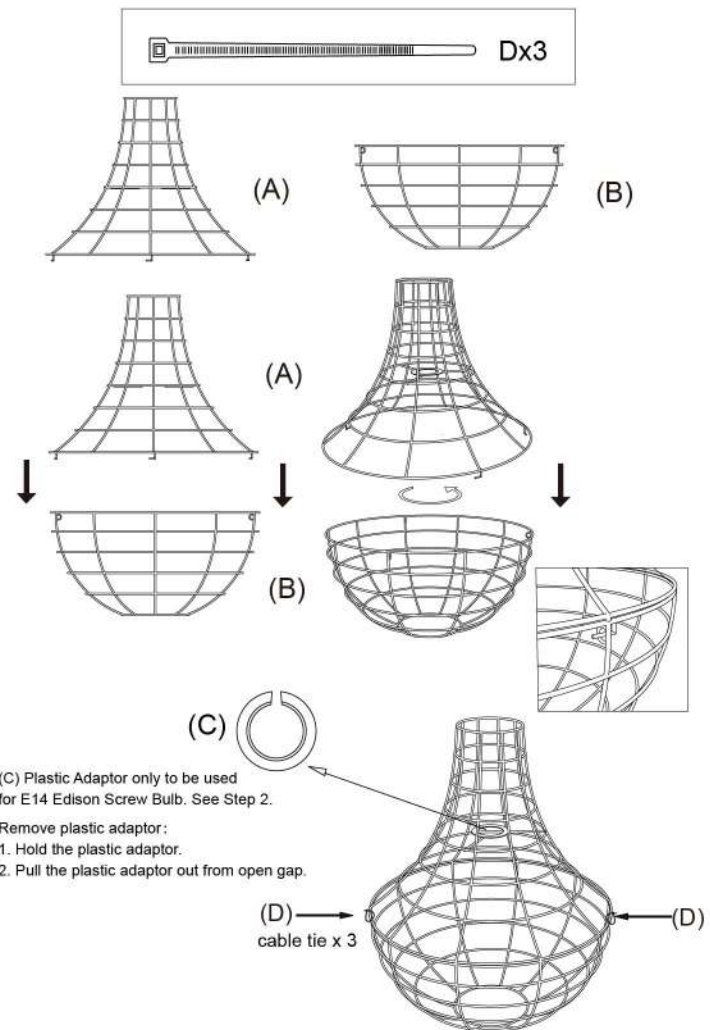 Dx3
(A)
(B)
(A)
(B)
(C)
(C) Plastic Adaptor only to be used
for E14 Edison Screw Bulb. See Step 2.
Remove plastic adaptor:
1. Hold the plastic adaptor.
2. Pull the plastic adaptor out from open gap.
(D)
cable tie x 3
(D)